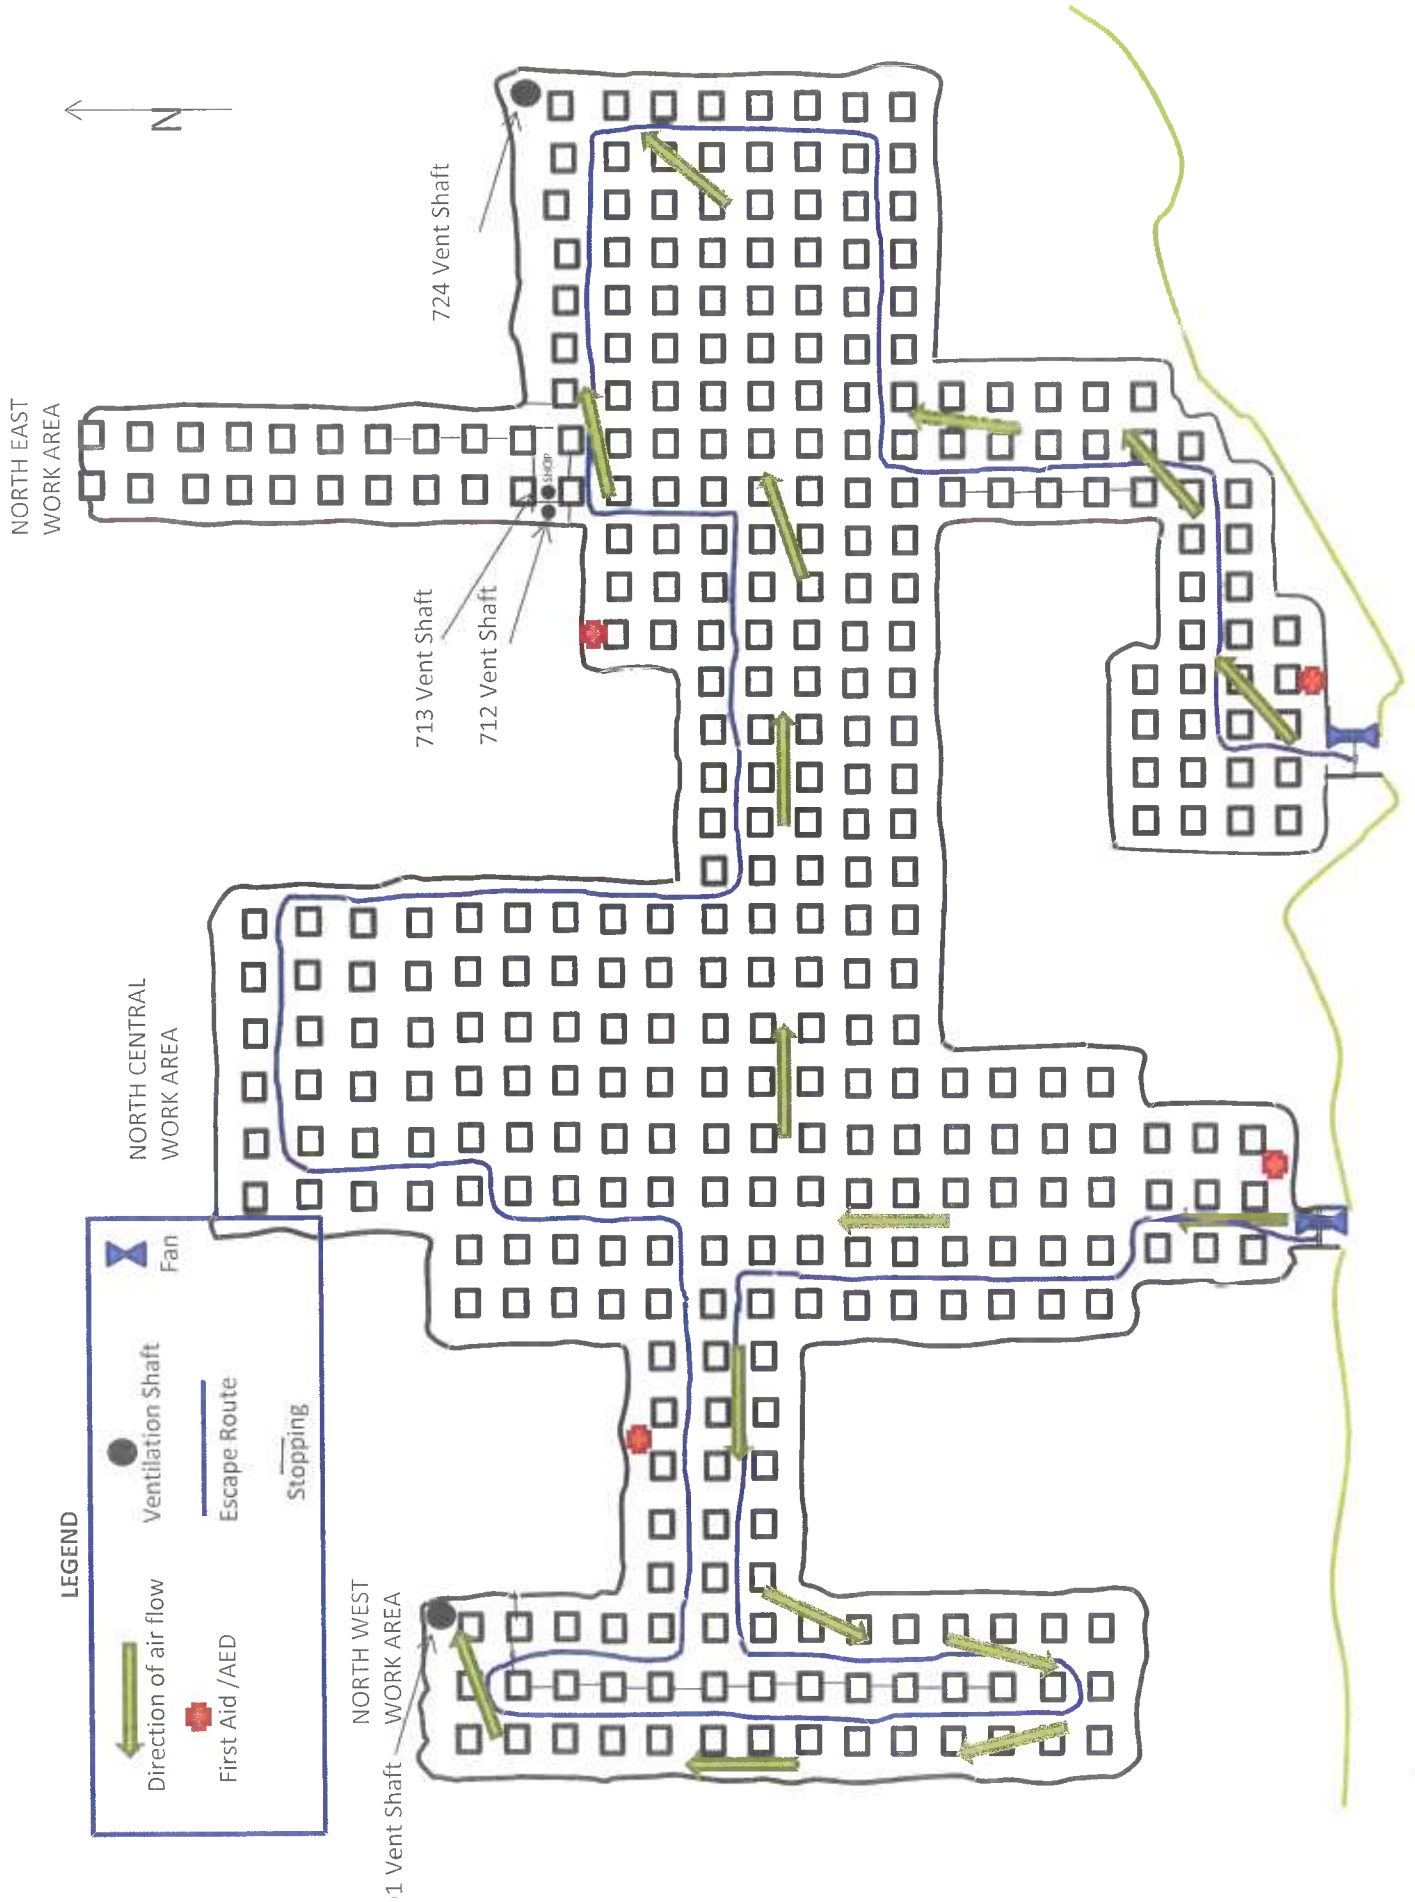 LEGEND
Direction of air flow
Ventilation Shaft
Fan
First Aid /AED
Escape Route
Stopping
NORTH WEST
WORK AREA
Vent Shaft
NORTH CENTRAL
WORK AREA
NORTH EAST
WORK AREA
713 Vent Shaft
712 Vent Shaft
SHOP
724 Vent Shaft
N